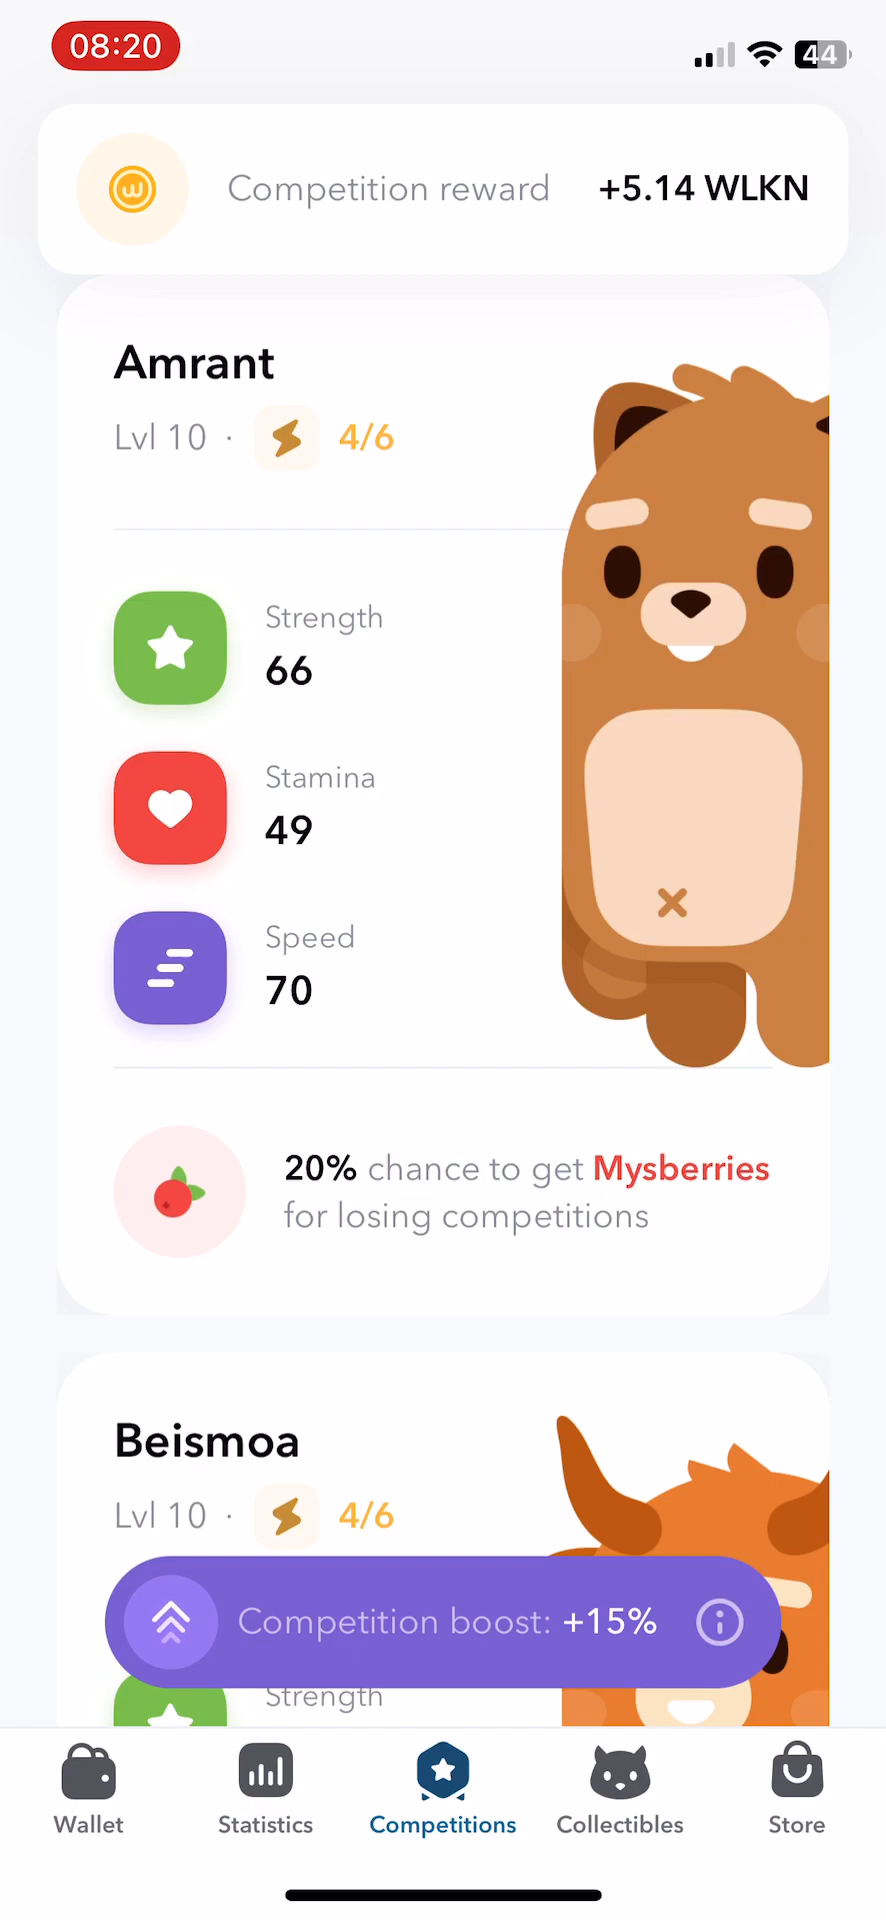 08:20
44
Competition reward +5.14 WLKN
Amrant
Lvl 10 · 4/6
Strength
66
Stamina
49
Speed
70
20% chance to get Mysberries
for losing competitions
Beismoa
Lvl 10 · 4/6
Competition boost: +15%
Strength
Wallet Statistics Competitions Collectibles Store